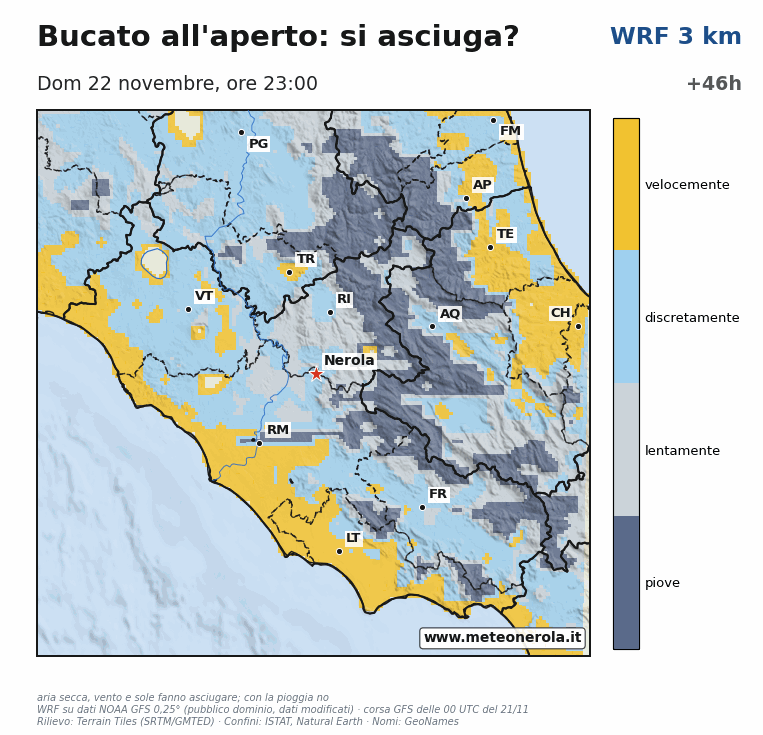 Bucato all'aperto: si asciuga?
WRF 3 km
Dom 22 novembre, ore 23:00
+46h
FM
PG
AP
velocemente
TE
TR
VT
RI
AQ
CH
discretamente
Nerola
RM
lentamente
FR
LT
piove
www.meteonerola.it
aria secca, vento e sole fanno asciugare; con la pioggia no
WRF su dati NOAA GFS 0,25° (pubblico dominio, dati modificati) · corsa GFS delle 00 UTC del 21/11
Rilievo: Terrain Tiles (SRTM/GMTED) · Confini: ISTAT, Natural Earth · Nomi: GeoNames